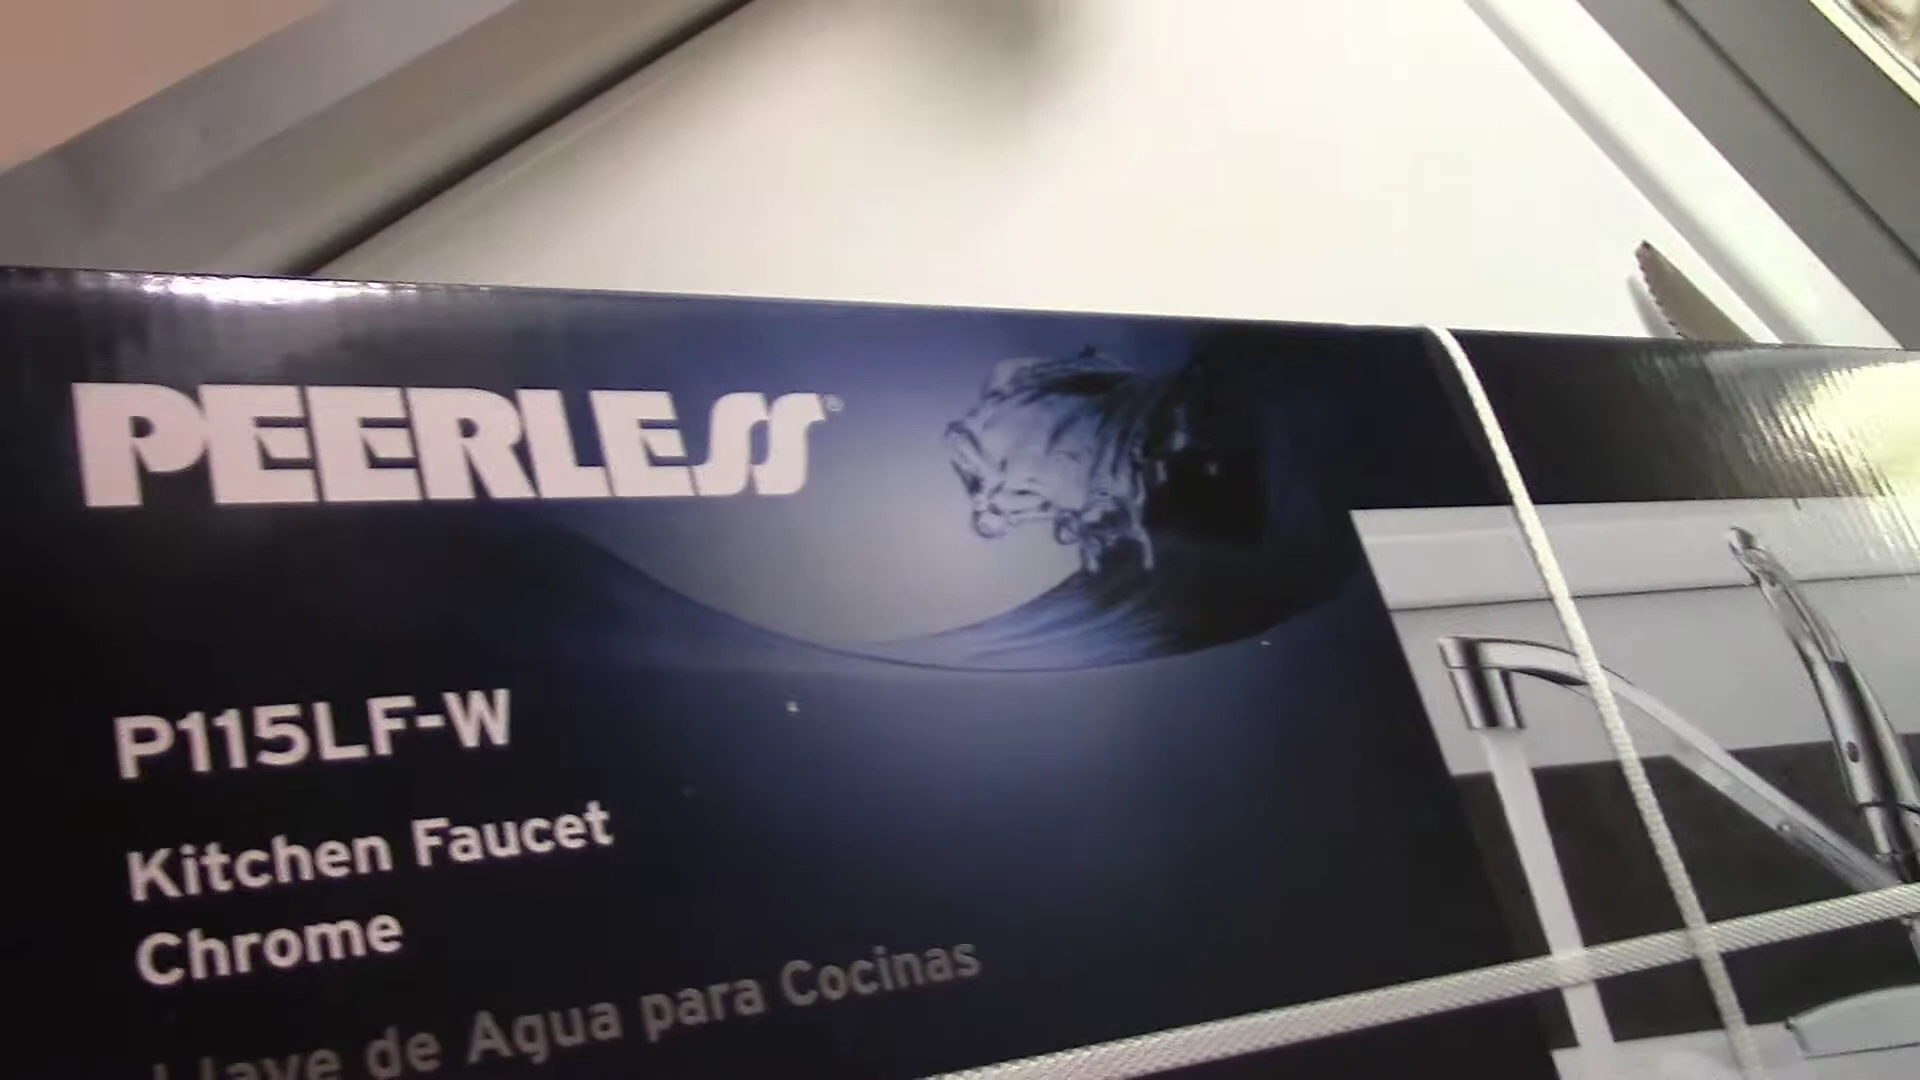 PEERLESS®
P115LF-W
Kitchen Faucet
Chrome
Llave de Agua para Cocinas